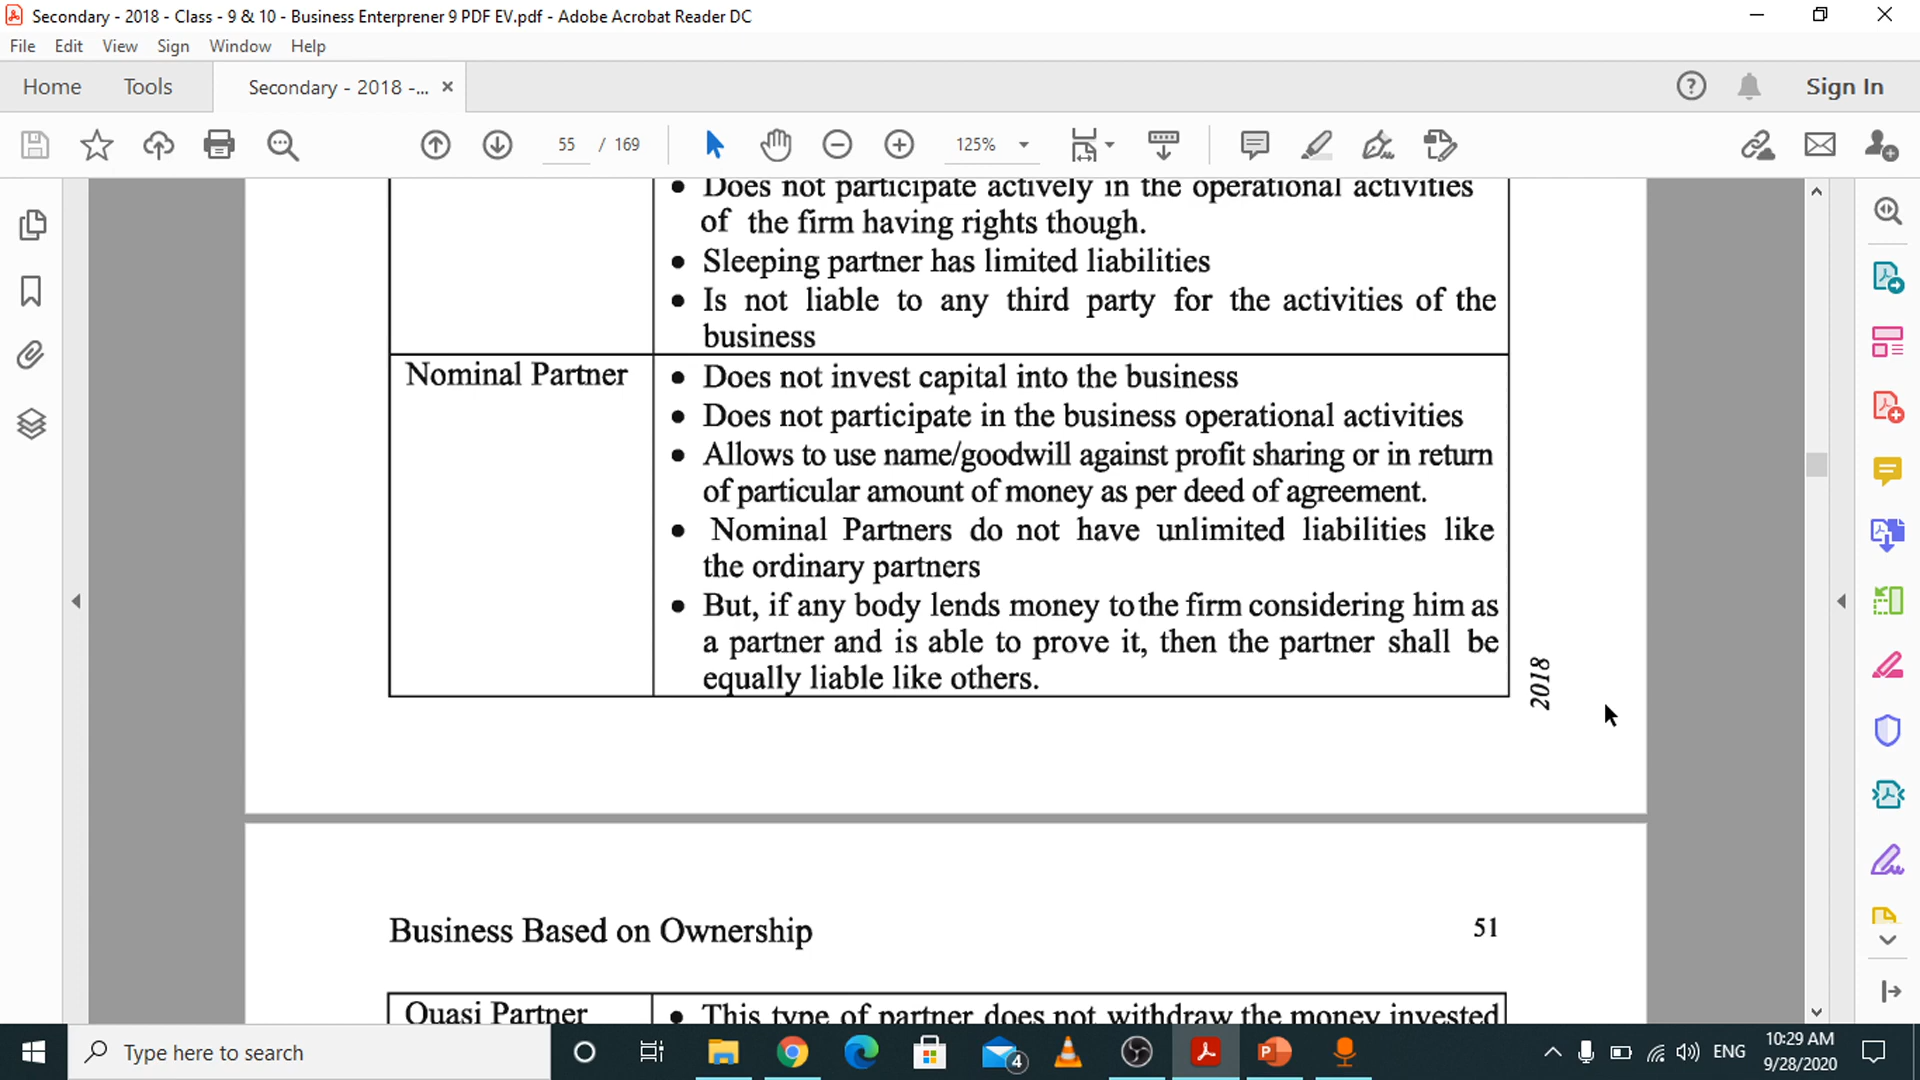 Secondary - 2018 - Class - 9 & 10 - Business Enterprener 9 PDF EV.pdf - Adobe Acrobat Reader DC
File Edit View Sign Window Help
Home Tools Secondary - 2018 -... × Sign In
55 / 169 125%
• Does not participate actively in the operational activities
of the firm having rights though.
• Sleeping partner has limited liabilities
• Is not liable to any third party for the activities of the
business
Nominal Partner
• Does not invest capital into the business
• Does not participate in the business operational activities
• Allows to use name/goodwill against profit sharing or in return
of particular amount of money as per deed of agreement.
• Nominal Partners do not have unlimited liabilities like
the ordinary partners
• But, if any body lends money to the firm considering him as
a partner and is able to prove it, then the partner shall be
equally liable like others.
2018
Business Based on Ownership 51
Quasi Partner
• This type of partner does not withdraw the money invested
Type here to search
4
ENG
10:29 AM
9/28/2020